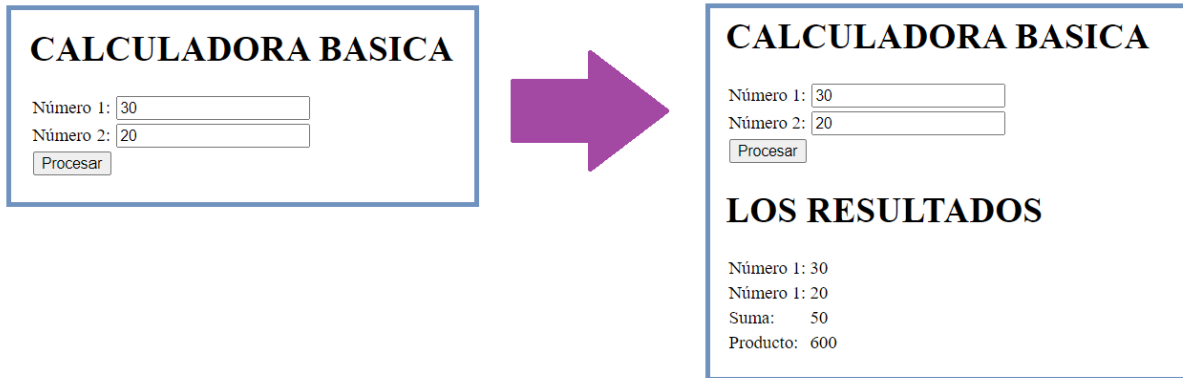 CALCULADORA BASICA
Número 1: 30
Número 2: 20
Procesar
CALCULADORA BASICA
Número 1: 30
Número 2: 20
Procesar
LOS RESULTADOS
Número 1: 30
Número 1: 20
Suma: 50
Producto: 600